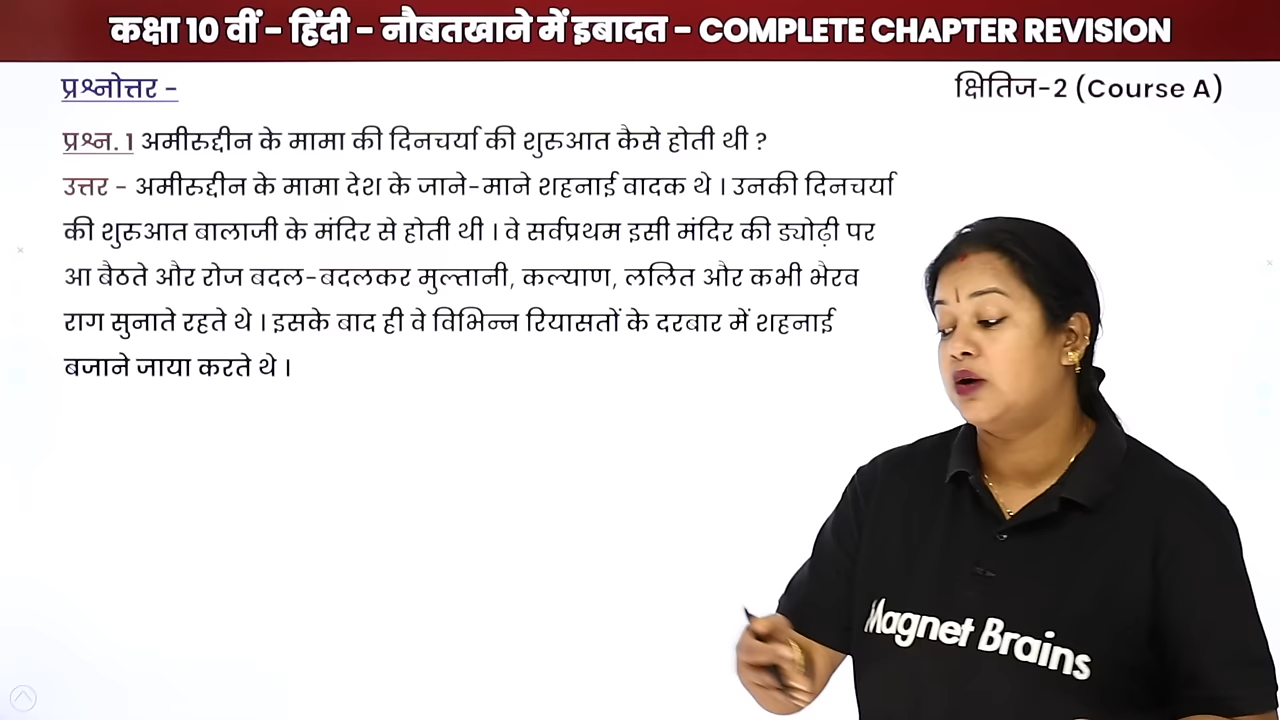 कक्षा 10 वीं - हिंदी - नौबतखाने में इबादत - COMPLETE CHAPTER REVISION
प्रश्नोत्तर -
क्षितिज-2 (Course A)
प्रश्न. 1 अमीरुद्दीन के मामा की दिनचर्या की शुरुआत कैसे होती थी ?
उत्तर - अमीरुद्दीन के मामा देश के जाने-माने शहनाई वादक थे । उनकी दिनचर्या
की शुरुआत बालाजी के मंदिर से होती थी । वे सर्वप्रथम इसी मंदिर की ड्योढ़ी पर
आ बैठते और रोज बदल-बदलकर मुल्तानी, कल्याण, ललित और कभी भैरव
राग सुनाते रहते थे । इसके बाद ही वे विभिन्न रियासतों के दरबार में शहनाई
बजाने जाया करते थे ।
Magnet Brains